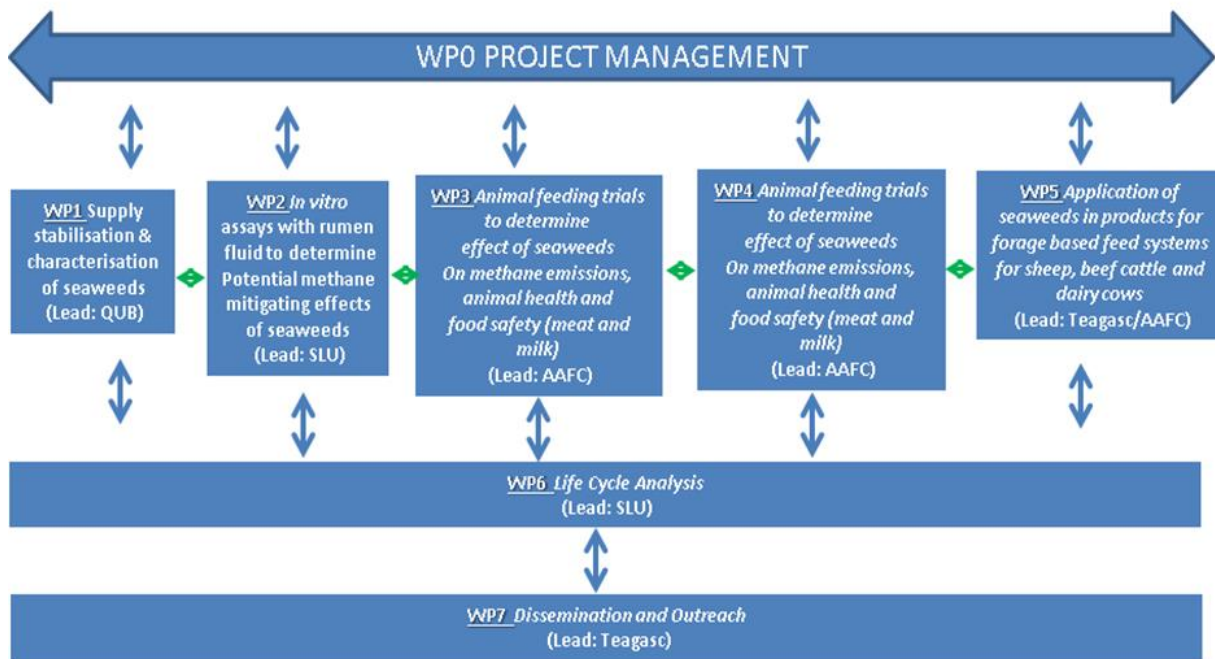 WP0 PROJECT MANAGEMENT
WP1 Supply
stabilisation &
characterisation
of seaweeds
(Lead: QUB)
WP2 In vitro
assays with rumen
fluid to determine
Potential methane
mitigating effects
of seaweeds
(Lead: SLU)
WP3 Animal feeding trials
to determine
effect of seaweeds
On methane emissions,
animal health and
food safety (meat and
milk)
(Lead: AAFC)
WP4 Animal feeding trials
to determine
effect of seaweeds
On methane emissions,
animal health and
food safety (meat and
milk)
(Lead: AAFC)
WP5 Application of
seaweeds in products for
forage based feed systems
for sheep, beef cattle and
dairy cows
(Lead: Teagasc/AAFC)
WP6 Life Cycle Analysis
(Lead: SLU)
WP7 Dissemination and Outreach
(Lead: Teagasc)